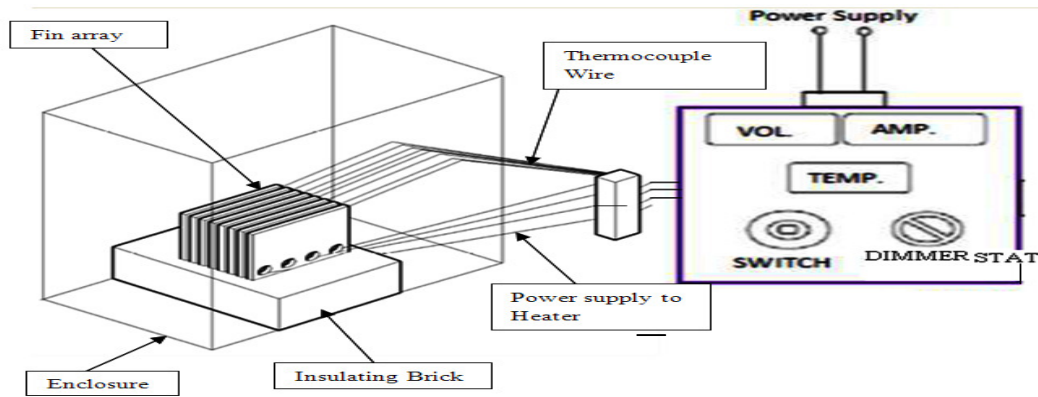 Power Supply
Fin array
Thermocouple
Wire
VOL.
AMP.
TEMP.
SWITCH
DIMMER STAT
Power supply to
Heater
Insulating Brick
Enclosure